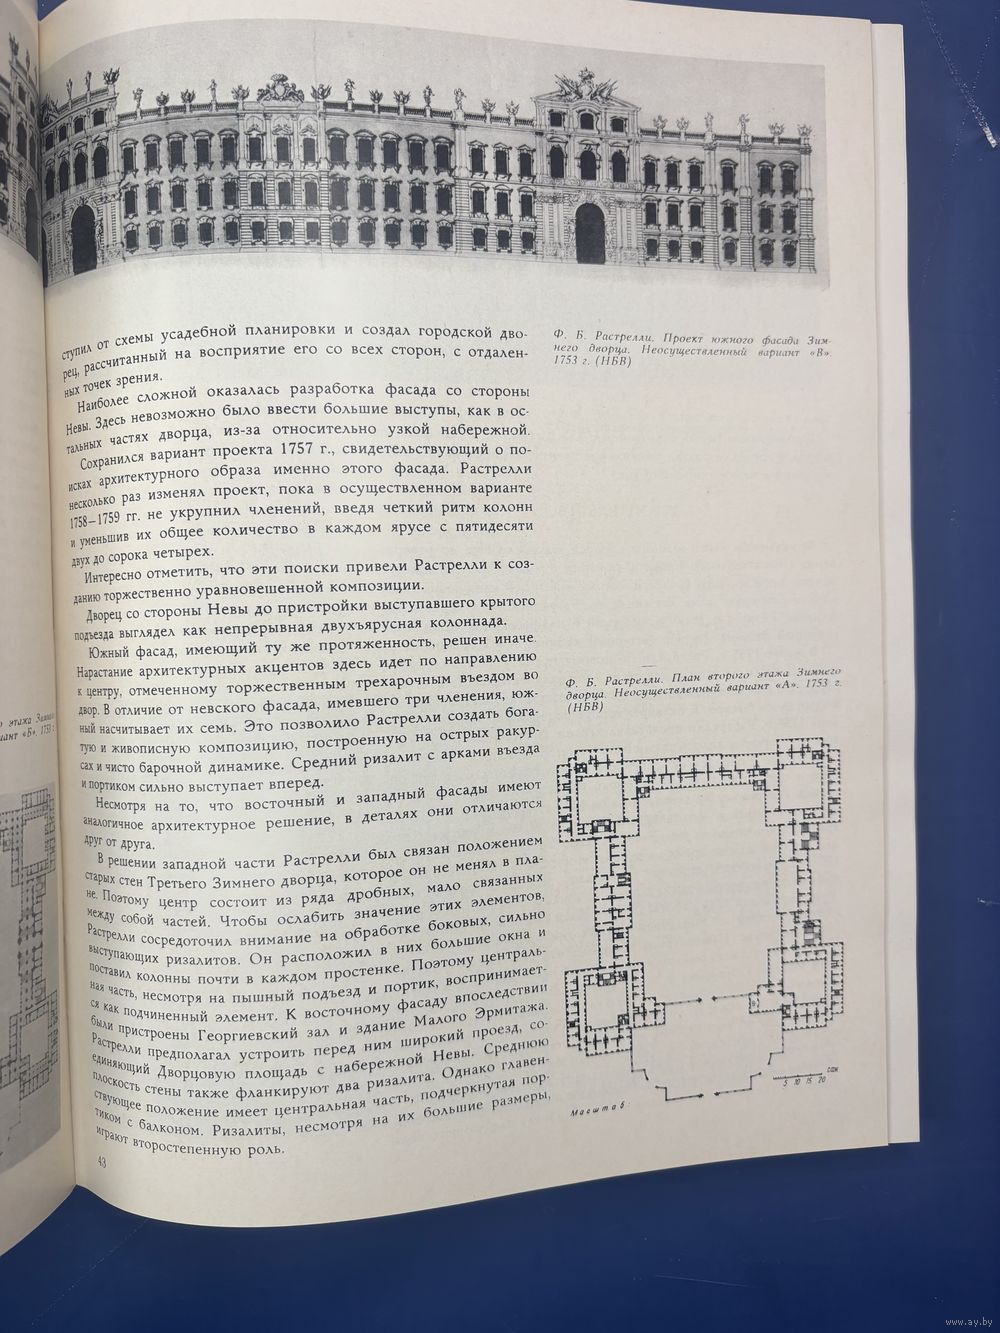 ступил от схемы усадебной планировки и создал городской дво-
рец, рассчитанный на восприятие его со всех сторон, с отдален-
ных точек зрения.
Наиболее сложной оказалась разработка фасада со стороны
Невы. Здесь невозможно было ввести большие выступы, как в ос-
тальных частях дворца, из-за относительно узкой набережной.
Сохранился вариант проекта 1757 г., свидетельствующий о по-
исках архитектурного образа именно этого фасада. Растрелли
несколько раз изменял проект, пока в осуществленном варианте
1758—1759 гг. не укрупнил членений, введя четкий ритм колонн
и уменьшив их общее количество в каждом ярусе с пятидесяти
двух до сорока четырех.
Интересно отметить, что эти поиски привели Растрелли к соз-
данию торжественно уравновешенной композиции.
Дворец со стороны Невы до пристройки выступавшего крытого
подъезда выглядел как непрерывная двухъярусная колоннада.
Южный фасад, имеющий ту же протяженность, решен иначе.
Нарастание архитектурных акцентов здесь идет по направлению
к центру, отмеченному торжественным трехарочным въездом во
двор. В отличие от невского фасада, имевшего три членения, юж-
ный насчитывает их семь. Это позволило Растрелли создать бога-
тую и живописную композицию, построенную на острых ракур-
сах и чисто барочной динамике. Средний ризалит с арками въезда
и портиком сильно выступает вперед.
Несмотря на то, что восточный и западный фасады имеют
аналогичное архитектурное решение, в деталях они отличаются
друг от друга.
В решении западной части Растрелли был связан положением
старых стен Третьего Зимнего дворца, которое он не менял в пла-
не. Поэтому центр состоит из ряда дробных, мало связанных
между собой частей. Чтобы ослабить значение этих элементов,
Растрелли сосредоточил внимание на обработке боковых, сильно
выступающих ризалитов. Он расположил в них большие окна и
поставил колонны почти в каждом простенке. Поэтому централь-
ная часть, несмотря на пышный подъезд и портик, воспринимает-
ся как подчиненный элемент. К восточному фасаду впоследствии
были пристроены Георгиевский зал и здание Малого Эрмитажа.
Растрелли предполагал устроить перед ним широкий проезд, со-
единяющий Дворцовую площадь с набережной Невы. Среднюю
плоскость стены также фланкируют два ризалита. Однако главен-
ствующее положение имеет центральная часть, подчеркнутая пор-
тиком с балконом. Ризалиты, несмотря на их большие размеры,
играют второстепенную роль.
43
Ф. Б. Растрелли. Проект южного фасада Зим-
него дворца. Неосуществленный вариант «В».
1753 г. (НБВ)
Ф. Б. Растрелли. План второго этажа Зимнего
дворца. Неосуществленный вариант «А». 1753 г.
(НБВ)
Масштаб
5 10 15 20 саж
этажа Зимнего
«Б». 1753 г.
www.ay.by